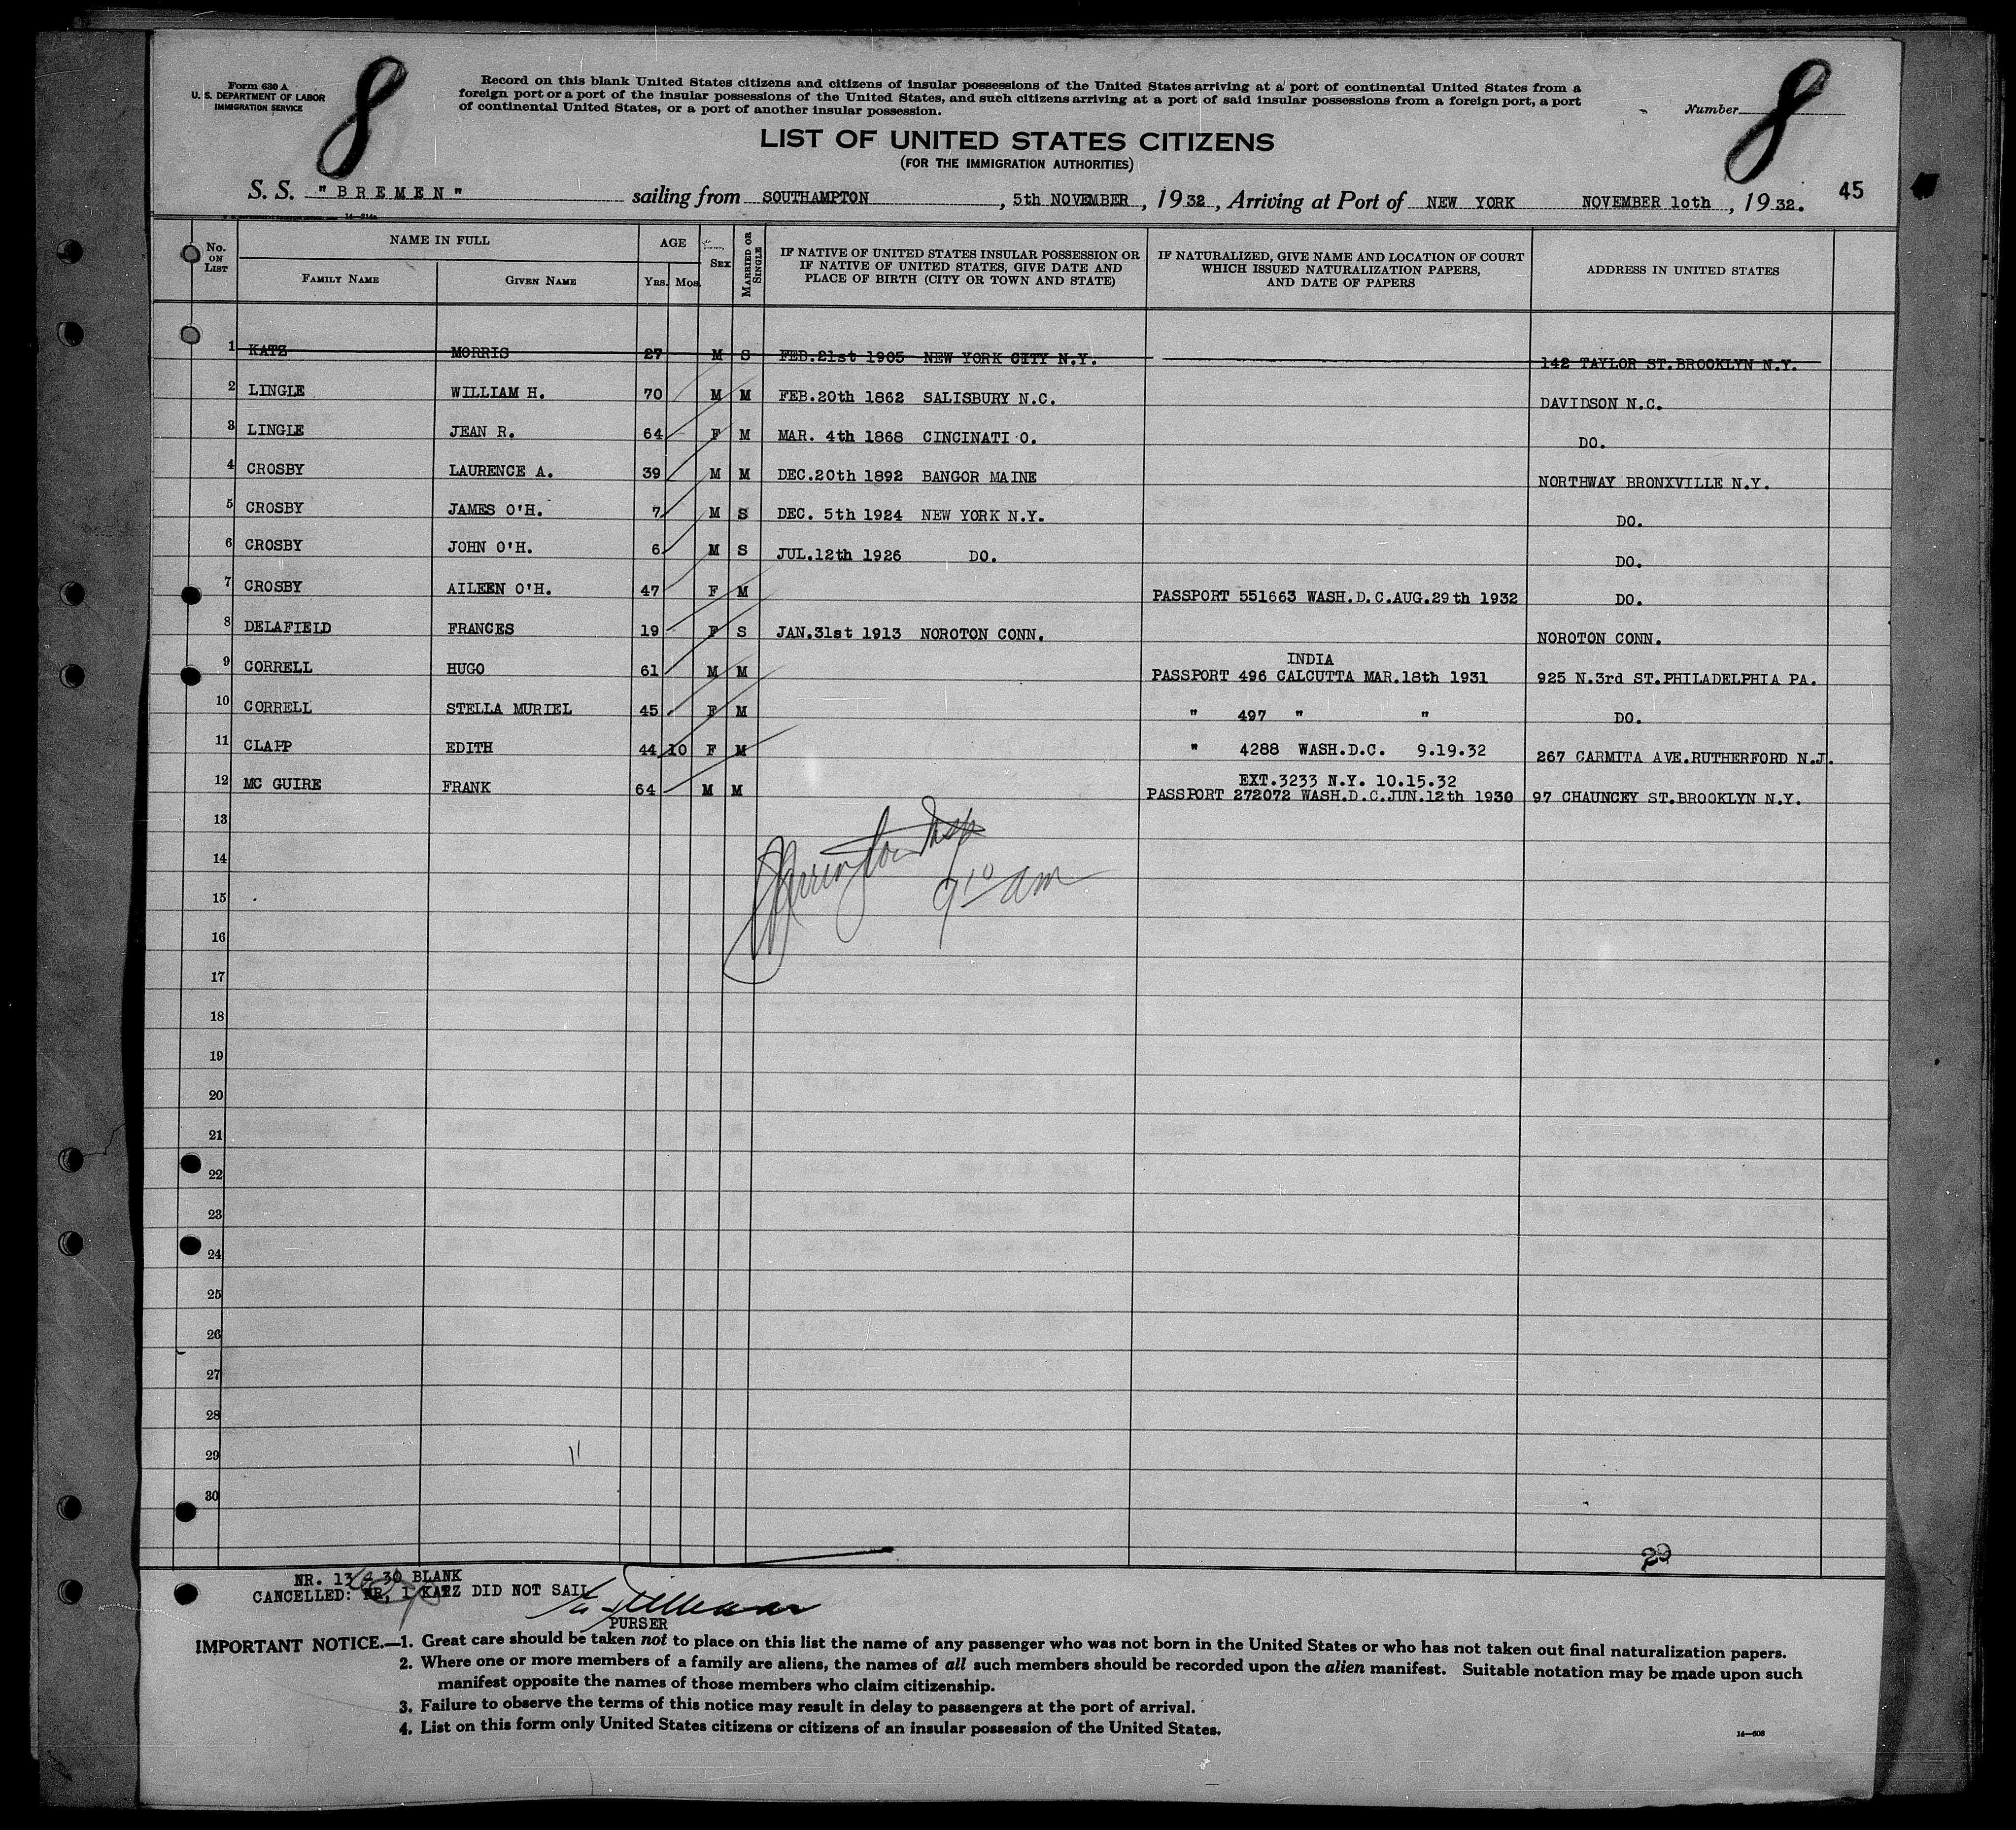 Form 630 A
U. S. DEPARTMENT OF LABOR
IMMIGRATION SERVICE
8
Record on this blank United States citizens and citizens of insular possessions of the United States arriving at a port of continental United States from a
foreign port or a port of the insular possessions of the United States, and such citizens arriving at a port of said insular possessions from a foreign port, a port
of continental United States, or a port of another insular possession.
Number 8
LIST OF UNITED STATES CITIZENS
(FOR THE IMMIGRATION AUTHORITIES)
S. S. "BREMEN" sailing from SOUTHAMPTON, 5th NOVEMBER, 1932, Arriving at Port of NEW YORK NOVEMBER 1oth, 1932. 45
No. ON LIST NAME IN FULL FAMILY NAME GIVEN NAME AGE YRS. MOS. SEX MARRIED OR SINGLE IF NATIVE OF UNITED STATES INSULAR POSSESSION OR IF NATIVE OF UNITED STATES, GIVE DATE AND PLACE OF BIRTH (CITY OR TOWN AND STATE) IF NATURALIZED, GIVE NAME AND LOCATION OF COURT WHICH ISSUED NATURALIZATION PAPERS, AND DATE OF PAPERS ADDRESS IN UNITED STATES
1 KATZ MORRIS 27 M S FEB.21st 1905 NEW YORK CITY N.Y. 142 TAYLOR ST.BROOKLYN N.Y.
2 LINGLE WILLIAM H. 70 M M FEB.20th 1862 SALISBURY N.C. DAVIDSON N.C.
3 LINGLE JEAN R. 64 F M MAR. 4th 1868 CINCINATI O. DO.
4 CROSBY LAURENCE A. 39 M M DEC.20th 1892 BANGOR MAINE NORTHWAY BRONXVILLE N.Y.
5 CROSBY JAMES O'H. 7 M S DEC. 5th 1924 NEW YORK N.Y. DO.
6 CROSBY JOHN O'H. 6 M S JUL.12th 1926 DO. DO.
7 CROSBY AILEEN O'H. 47 F M PASSPORT 551663 WASH.D.C.AUG.29th 1932 DO.
8 DELAFIELD FRANCES 19 F S JAN.31st 1913 NOROTON CONN. NOROTON CONN.
INDIA
9 CORRELL HUGO 61 M M PASSPORT 496 CALCUTTA MAR.18th 1931 925 N.3rd ST.PHILADELPHIA PA.
10 CORRELL STELLA MURIEL 45 F M " 497 " " DO.
11 CLAPP EDITH 44 10 F M " 4288 WASH.D.C. 9.19.32 267 CARMITA AVE.RUTHERFORD N.J.
EXT.3233 N.Y. 10.15.32
12 MC GUIRE FRANK 64 M M PASSPORT 272072 WASH.D.C.JUN.12th 1930 97 CHAUNCEY ST.BROOKLYN N.Y.
13
14
Insp
9 10 am
15
16
17
18
19
20
21
22
23
24
25
26
27
28
29
11
30
NR. 13 - 30 BLANK
CANCELLED: NR. 1 KATZ DID NOT SAIL
PURSER
IMPORTANT NOTICE.—1. Great care should be taken not to place on this list the name of any passenger who was not born in the United States or who has not taken out final naturalization papers.
2. Where one or more members of a family are aliens, the names of all such members should be recorded upon the alien manifest. Suitable notation may be made upon such
manifest opposite the names of those members who claim citizenship.
3. Failure to observe the terms of this notice may result in delay to passengers at the port of arrival.
4. List on this form only United States citizens or citizens of an insular possession of the United States.
14—608